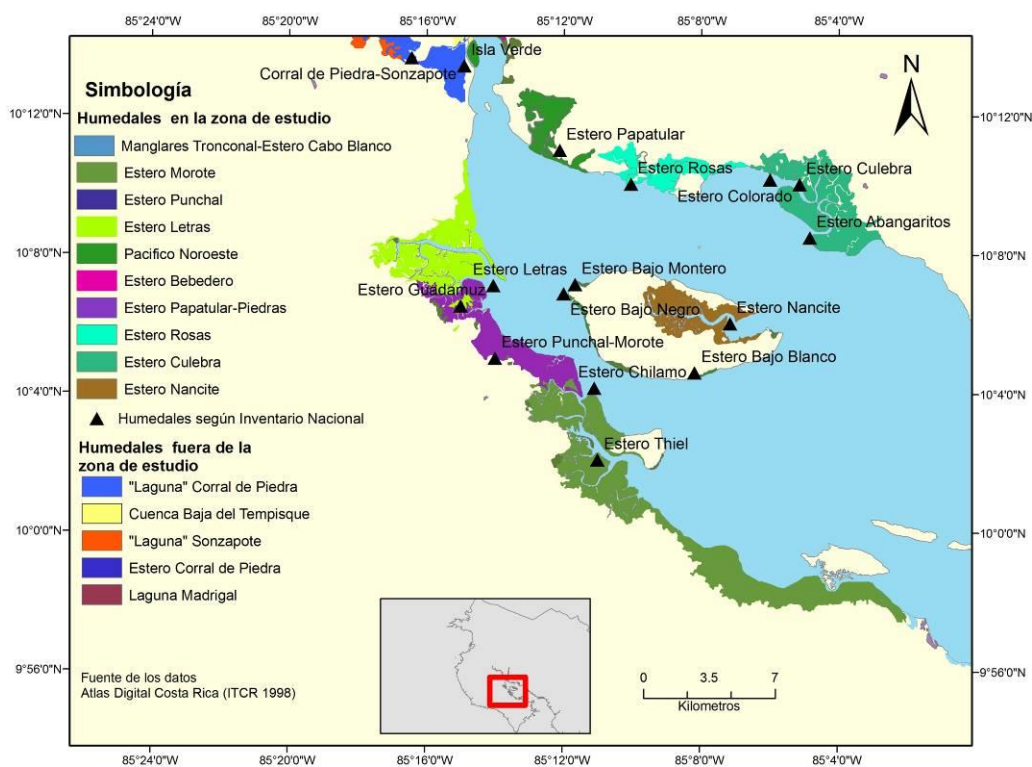 85°24'0"W 85°20'0"W 85°16'0"W 85°12'0"W 85°8'0"W 85°4'0"W
Isla Verde
Corral de Piedra-Sonzapote
N
Simbología
Humedales en la zona de estudio
Manglares Tronconal-Estero Cabo Blanco
Estero Morote
Estero Punchal
Estero Letras
Pacifico Noroeste
Estero Bebedero
Estero Papatular-Piedras
Estero Rosas
Estero Culebra
Estero Nancite
Humedales según Inventario Nacional
Humedales fuera de la
zona de estudio
"Laguna" Corral de Piedra
Cuenca Baja del Tempisque
"Laguna" Sonzapote
Estero Corral de Piedra
Laguna Madrigal
Fuente de los datos
Atlas Digital Costa Rica (ITCR 1998)
10°12'0"N 10°12'0"N
Estero Papatular
Estero Rosas
Estero Culebra
Estero Colorado
Estero Abangaritos
10°8'0"N 10°8'0"N
Estero Letras
Estero Bajo Montero
Estero Guadamuz
Estero Bajo Negro
Estero Nancite
Estero Punchal-Morote
Estero Bajo Blanco
Estero Chilamo
10°4'0"N 10°4'0"N
Estero Thiel
10°0'0"N 10°0'0"N
9°56'0"N 9°56'0"N
0 3.5 7
Kilometros
85°24'0"W 85°20'0"W 85°16'0"W 85°12'0"W 85°8'0"W 85°4'0"W